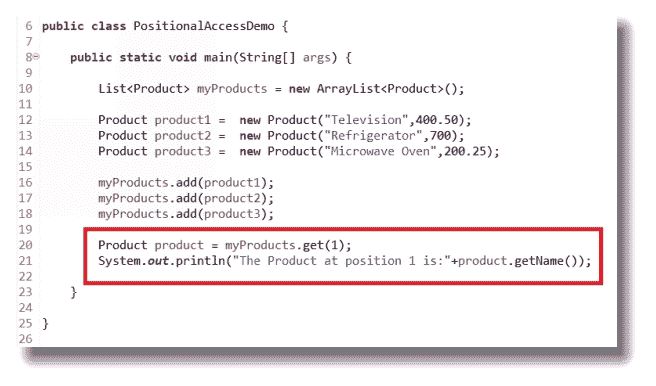 6 public class PositionalAccessDemo {
7
8 public static void main(String[] args) {
9
10 List<Product> myProducts = new ArrayList<Product>();
11
12 Product product1 =  new Product("Television",400.50);
13 Product product2 =  new Product("Refrigerator",700);
14 Product product3 =  new Product("Microwave Oven",200.25);
15
16 myProducts.add(product1);
17 myProducts.add(product2);
18 myProducts.add(product3);
19
20 Product product = myProducts.get(1);
21 System.out.println("The Product at position 1 is:"+product.getName());
22
23 }
24
25 }
26